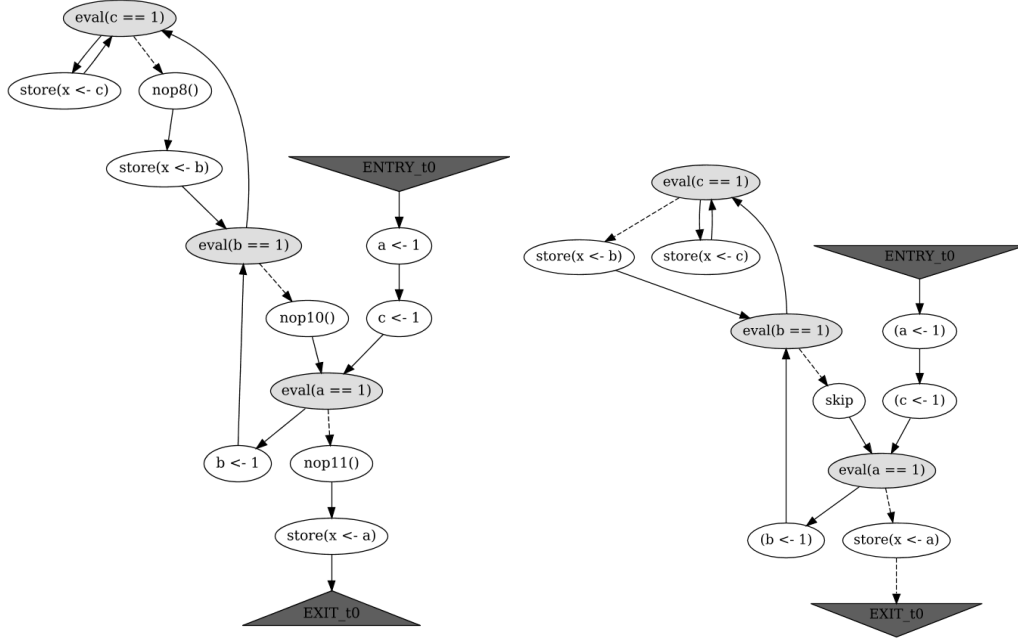 eval(c == 1)
store(x <- c)
nop8()
store(x <- b)
ENTRY_t0
eval(b == 1)
a <- 1
nop10()
c <- 1
eval(a == 1)
b <- 1
nop11()
store(x <- a)
EXIT_t0
eval(c == 1)
store(x <- b)
store(x <- c)
ENTRY_t0
eval(b == 1)
(a <- 1)
skip
(c <- 1)
eval(a == 1)
(b <- 1)
store(x <- a)
EXIT_t0